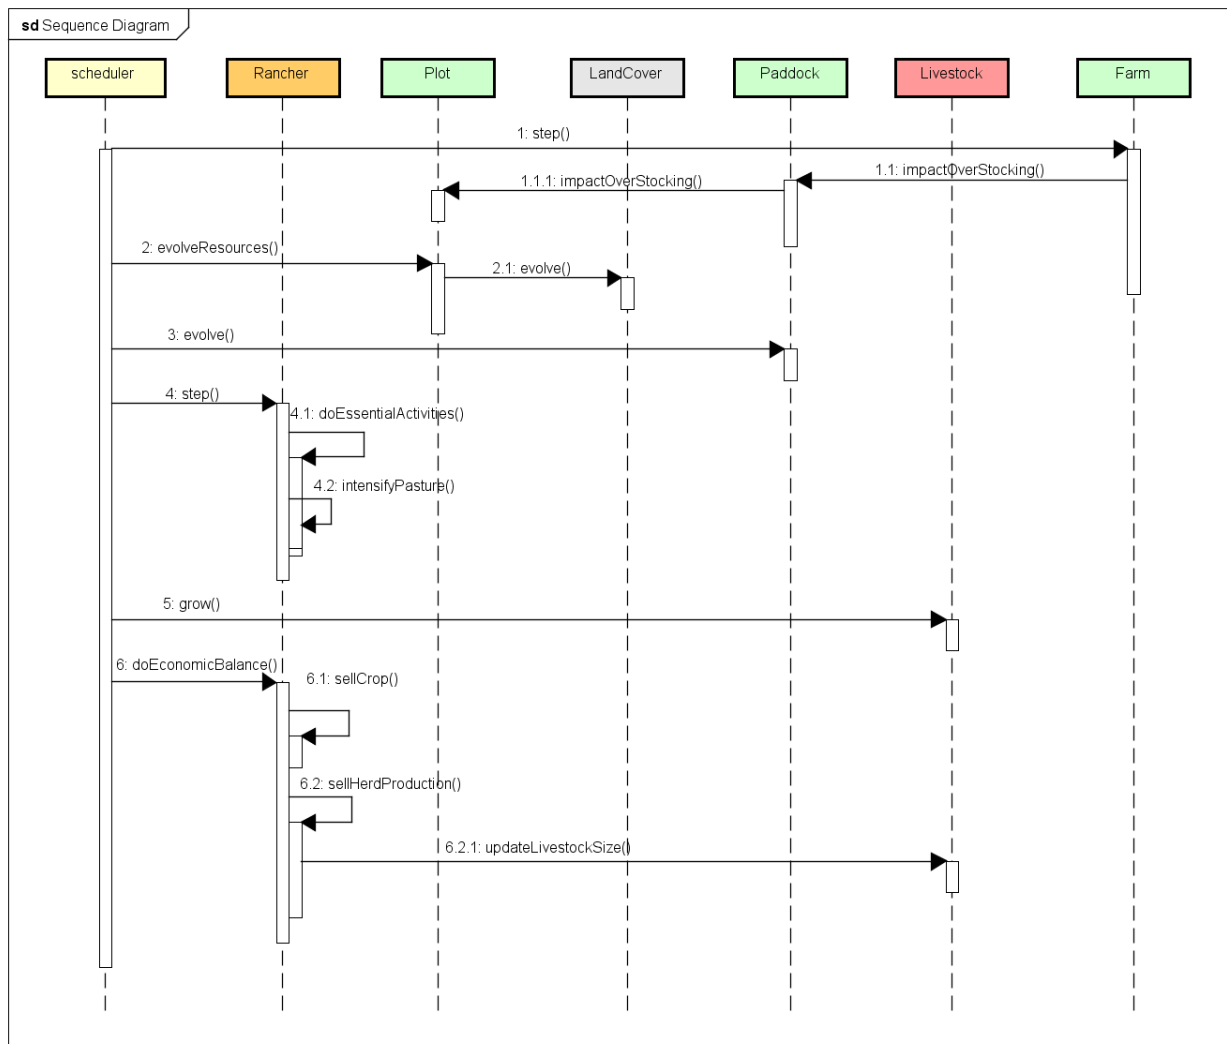 sd Sequence Diagram
scheduler
Rancher
Plot
LandCover
Paddock
Livestock
Farm
1: step()
1.1: impactOverStocking()
1.1.1: impactOverStocking()
2: evolveResources()
2.1: evolve()
3: evolve()
4: step()
4.1: doEssentialActivities()
4.2: intensifyPasture()
5: grow()
6: doEconomicBalance()
6.1: sellCrop()
6.2: sellHerdProduction()
6.2.1: updateLivestockSize()